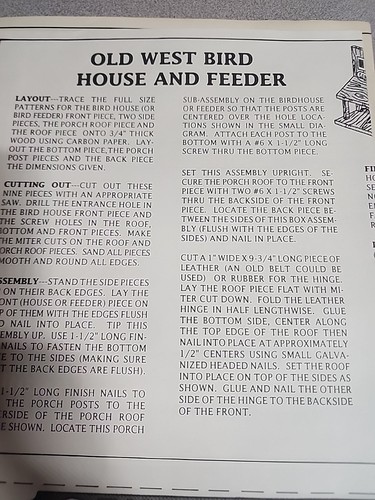 OLD WEST BIRD
HOUSE AND FEEDER
LAYOUT—TRACE THE FULL SIZE
PATTERNS FOR THE BIRD HOUSE (OR
BIRD FEEDER) FRONT PIECE, TWO SIDE
PIECES, THE PORCH ROOF PIECE AND
THE ROOF PIECE ONTO 3/4" THICK
WOOD USING CARBON PAPER. LAY-
OUT THE BOTTOM PIECE, THE PORCH
POST PIECES AND THE BACK PIECE
THE DIMENSIONS GIVEN.
CUTTING OUT—CUT OUT THESE
NINE PIECES WITH AN APPROPRIATE
SAW. DRILL THE ENTRANCE HOLE IN
THE BIRD HOUSE FRONT PIECE AND
THE SCREW HOLES IN THE ROOF,
BOTTOM AND FRONT PIECES. MAKE
THE MITER CUTS ON THE ROOF AND
PORCH ROOF PIECES. SAND ALL PIECES
MOOTH AND ROUND ALL EDGES.
SSEMBLY—STAND THE SIDE PIECES
ON THEIR BACK EDGES. LAY THE
ONT (HOUSE OR FEEDER) PIECE ON
P OF THEM WITH THE EDGES FLUSH
D NAIL INTO PLACE. TIP THIS
EMBLY UP. USE 1-1/2" LONG FIN-
NAILS TO FASTEN THE BOTTOM
E TO THE SIDES (MAKING SURE
T THE BACK EDGES ARE FLUSH).
1-1/2" LONG FINISH NAILS TO
THE PORCH POSTS TO THE
RSIDE OF THE PORCH ROOF
E SHOWN. LOCATE THIS PORCH
SUB-ASSEMBLY ON THE BIRDHOUSE
OR FEEDER SO THAT THE POSTS ARE
CENTERED OVER THE HOLE LOCA-
TIONS SHOWN IN THE SMALL DIA-
GRAM. ATTACH EACH POST TO THE
BOTTOM WITH A #6 X 1-1/2" LONG
SCREW THRU THE BOTTOM PIECE.
SET THIS ASSEMBLY UPRIGHT. SE-
CURE THE PORCH ROOF TO THE FRONT
PIECE WITH TWO #6 X 1-1/2" SCREWS
THRU THE BACKSIDE OF THE FRONT
PIECE. LOCATE THE BACK PIECE BE-
TWEEN THE SIDES OF THIS BOX ASSEM-
BLY (FLUSH WITH THE EDGES OF THE
SIDES) AND NAIL IN PLACE.
CUT A 1" WIDE X 9-3/4" LONG PIECE OF
LEATHER (AN OLD BELT COULD BE
USED) OR RUBBER FOR THE HINGE.
LAY THE ROOF PIECE FLAT WITH MI-
TER CUT DOWN. FOLD THE LEATHER
HINGE IN HALF LENGTHWISE. GLUE
THE BOTTOM SIDE, CENTER ALONG
THE TOP EDGE OF THE ROOF THEN
NAIL INTO PLACE AT APPROXIMATELY
1/2" CENTERS USING SMALL GALVA-
NIZED HEADED NAILS. SET THE ROOF
INTO PLACE ON TOP OF THE SIDES AS
SHOWN. GLUE AND NAIL THE OTHER
SIDE OF THE HINGE TO THE BACKSIDE
OF THE FRONT.